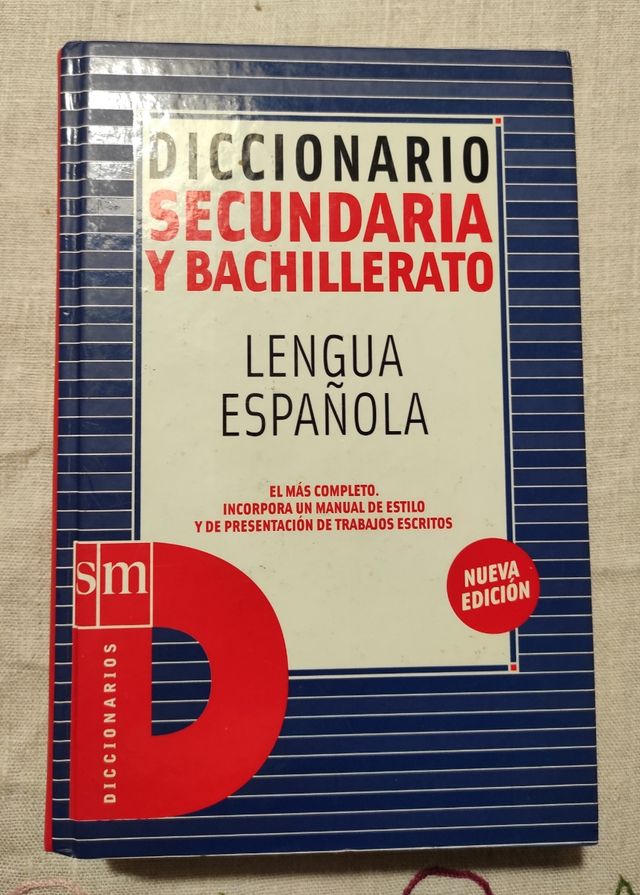 DICCIONARIO
SECUNDARIA
Y BACHILLERATO
LENGUA
ESPAÑOLA
EL MÁS COMPLETO.
INCORPORA UN MANUAL DE ESTILO
Y DE PRESENTACIÓN DE TRABAJOS ESCRITOS
NUEVA
EDICIÓN
sm
DICCIONARIOS